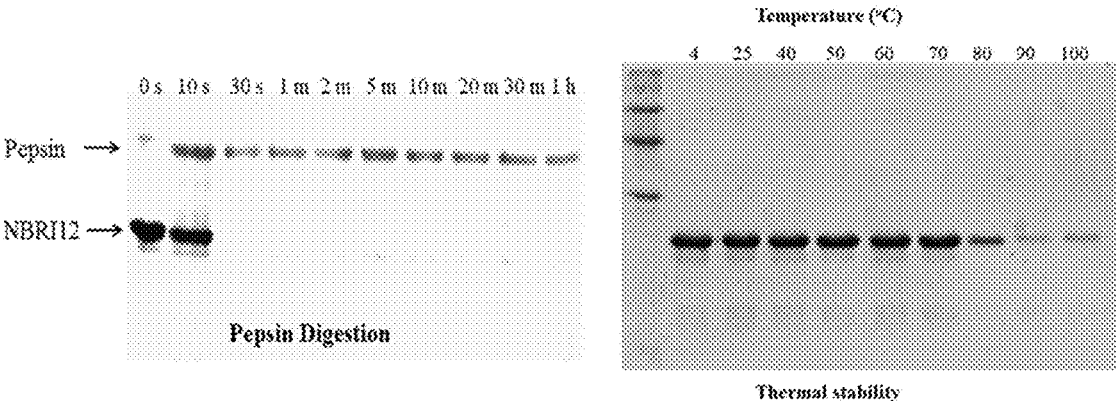 0 s 10 s 30 s 1 m 2 m 5 m 10 m 20 m 30 m 1 h
Pepsin
NBRI12
Pepsin Digestion
Temperature (°C)
4 25 40 50 60 70 80 90 100
Thermal stability